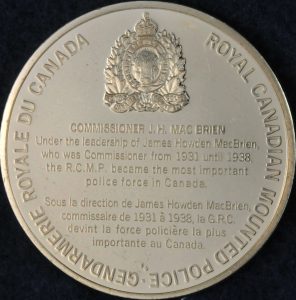 ROYAL CANADIAN MOUNTED POLICE
GENDARMERIE ROYALE DU CANADA
COMMISSIONER J.H. MAC BRIEN
Under the leadership of James Howden MacBrien,
who was Commissioner from 1931 until 1938,
the R.C.M.P. became the most important
police force in Canada.
Sous la direction de James Howden MacBrien,
commissaire de 1931 à 1938, la G.R.C.
devint la force policière la plus
importante au Canada.